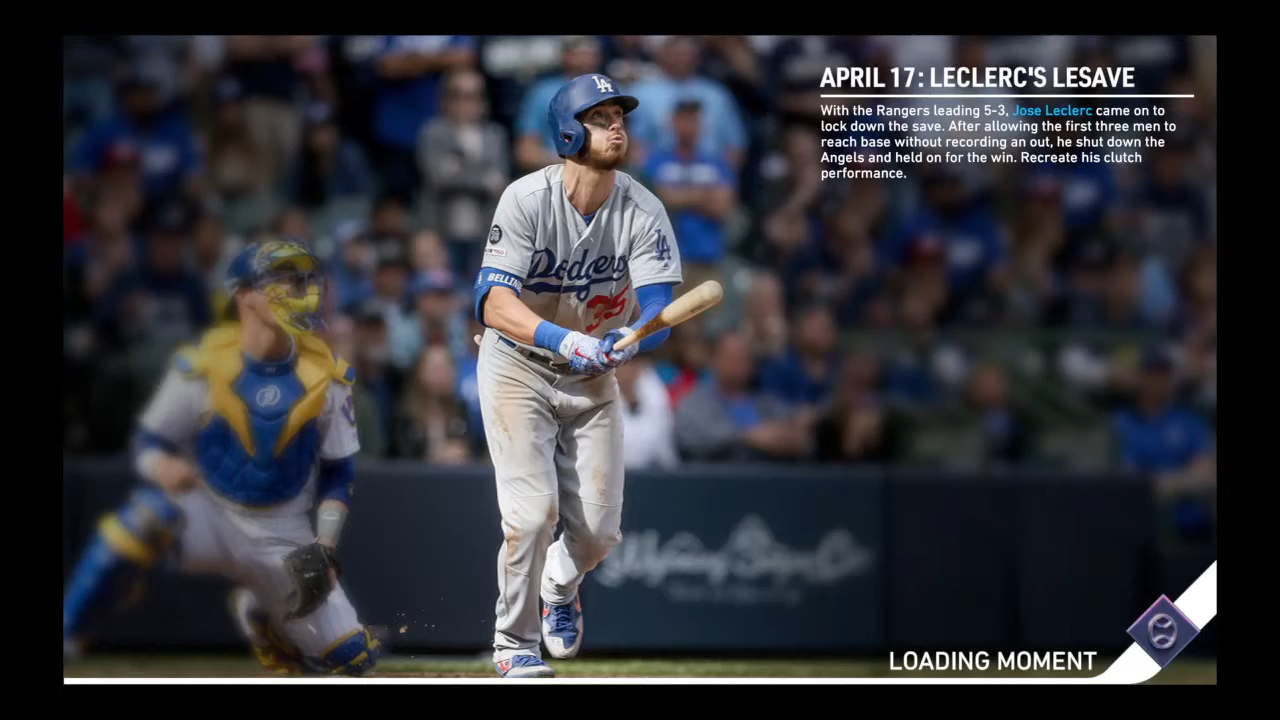 APRIL 17: LECLERC'S LESAVE
With the Rangers leading 5-3, Jose Leclerc came on to
lock down the save. After allowing the first three men to
reach base without recording an out, he shut down the
Angels and held on for the win. Recreate his clutch
performance.
LA
LA
Dodgers
BELLIN
35
LOADING MOMENT